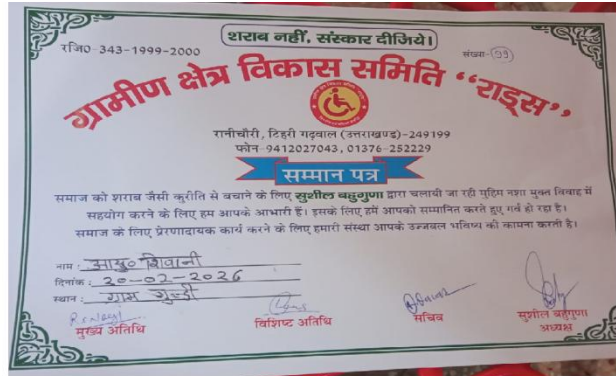 शराब नहीं, संस्कार दीजिये।
रजि0-343-1999-2000
संख्या-(99)
ग्रामीण क्षेत्र विकास समिति “राड्स”
रानीचौरी, टिहरी गढ़वाल (उत्तराखण्ड)-249199
फोन-9412027043, 01376-252229
सम्मान पत्र
समाज को शराब जैसी कुरीति से बचाने के लिए सुशील बहुगुणा द्वारा चलायी जा रही मुहिम नशा मुक्त विवाह में
सहयोग करने के लिए हम आपके आभारी हैं। इसके लिए हमें आपको सम्मानित करते हुए गर्व हो रहा है।
समाज के लिए प्रेरणादायक कार्य करने के लिए हमारी संस्था आपके उज्जवल भविष्य की कामना करती है।
नाम: आयु० शिवानी
दिनांक: 20-02-2026
स्थान: ग्राम गुल्डी
मुख्य अतिथि
विशिष्ट अतिथि
सचिव
सुशील बहुगुणा
अध्यक्ष